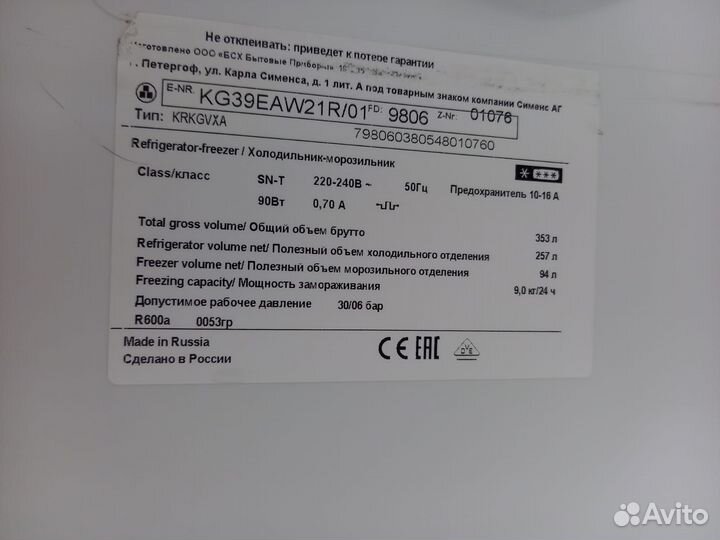 Не отклеивать: приведет к потере гарантии
Изготовлено ООО «БСХ Бытовые Приборы»
. Петергоф, ул. Карла Сименса, д. 1 лит. А под товарным знаком компании Сименс АГ
E-NR. KG39EAW21R/01 FD: 9806 Z-Nr: 01076
Тип: KRKGVXA 798060380548010760
Refrigerator-freezer / Холодильник-морозильник
Class/класс SN-T 220-240В ~ 50Гц Предохранитель 10-16 А
90Вт 0,70 А
Total gross volume/ Общий объем брутто 353 л
Refrigerator volume net/ Полезный объем холодильного отделения 257 л
Freezer volume net/ Полезный объем морозильного отделения 94 л
Freezing capacity/ Мощность замораживания 9,0 кг/24 ч
Допустимое рабочее давление 30/06 бар
R600a 0053гр
Made in Russia
Сделано в России
CE EAC
Avito